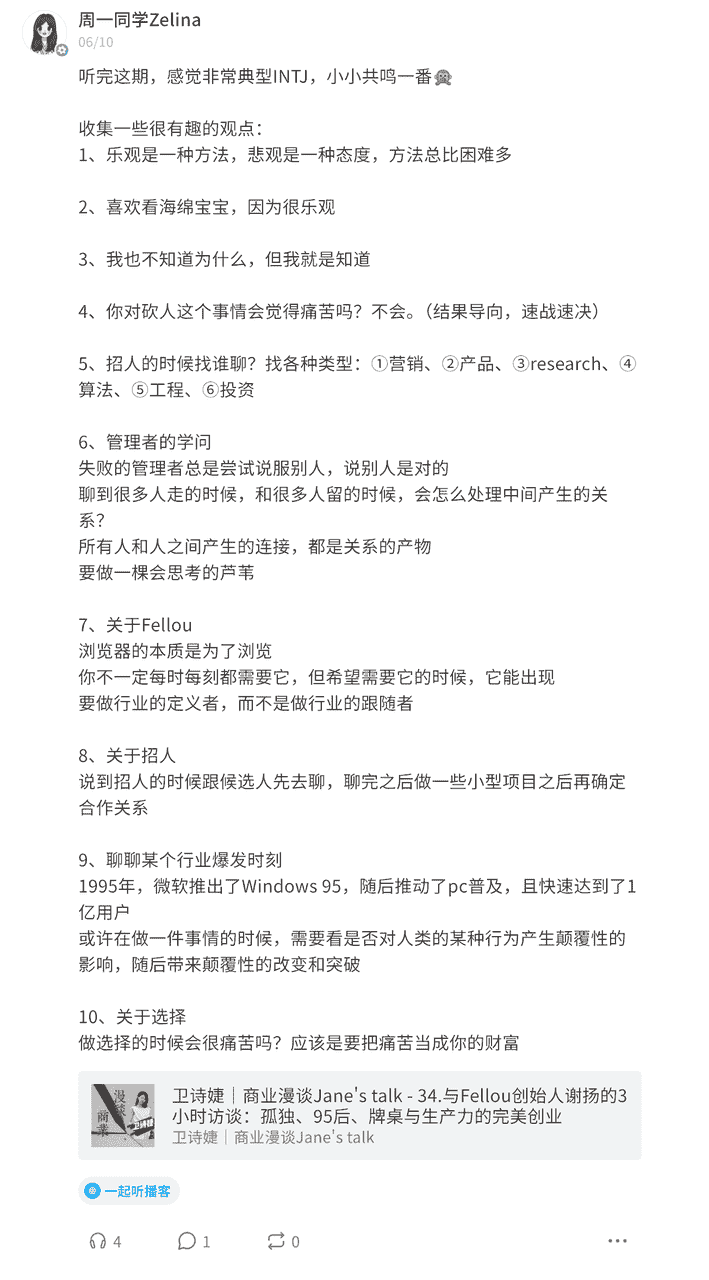 周一同学Zelina
06/10
听完这期，感觉非常典型INTJ，小小共鸣一番
收集一些很有趣的观点：
1、乐观是一种方法，悲观是一种态度，方法总比困难多
2、喜欢看海绵宝宝，因为很乐观
3、我也不知道为什么，但我就是知道
4、你对砍人这个事情会觉得痛苦吗？不会。（结果导向，速战速决）
5、招人的时候找谁聊？找各种类型：①营销、②产品、③research、④
算法、⑤工程、⑥投资
6、管理者的学问
失败的管理者总是尝试说服别人，说别人是对的
聊到很多人走的时候，和很多人留的时候，会怎么处理中间产生的关
系？
所有人和人之间产生的连接，都是关系的产物
要做一棵会思考的芦苇
7、关于Fellou
浏览器的本质是为了浏览
你不一定每时每刻都需要它，但希望需要它的时候，它能出现
要做行业的定义者，而不是做行业的跟随者
8、关于招人
说到招人的时候跟候选人先去聊，聊完之后做一些小型项目之后再确定
合作关系
9、聊聊某个行业爆发时刻
1995年，微软推出了Windows 95，随后推动了pc普及，且快速达到了1
亿用户
或许在做一件事情的时候，需要看是否对人类的某种行为产生颠覆性的
影响，随后带来颠覆性的改变和突破
10、关于选择
做选择的时候会很痛苦吗？应该是要把痛苦当成你的财富
漫谈
商業
卫诗婕
卫诗婕｜商业漫谈Jane's talk - 34.与Fellou创始人谢扬的3
小时访谈：孤独、95后、牌桌与生产力的完美创业
卫诗婕｜商业漫谈Jane's talk
一起听播客
4
1
0